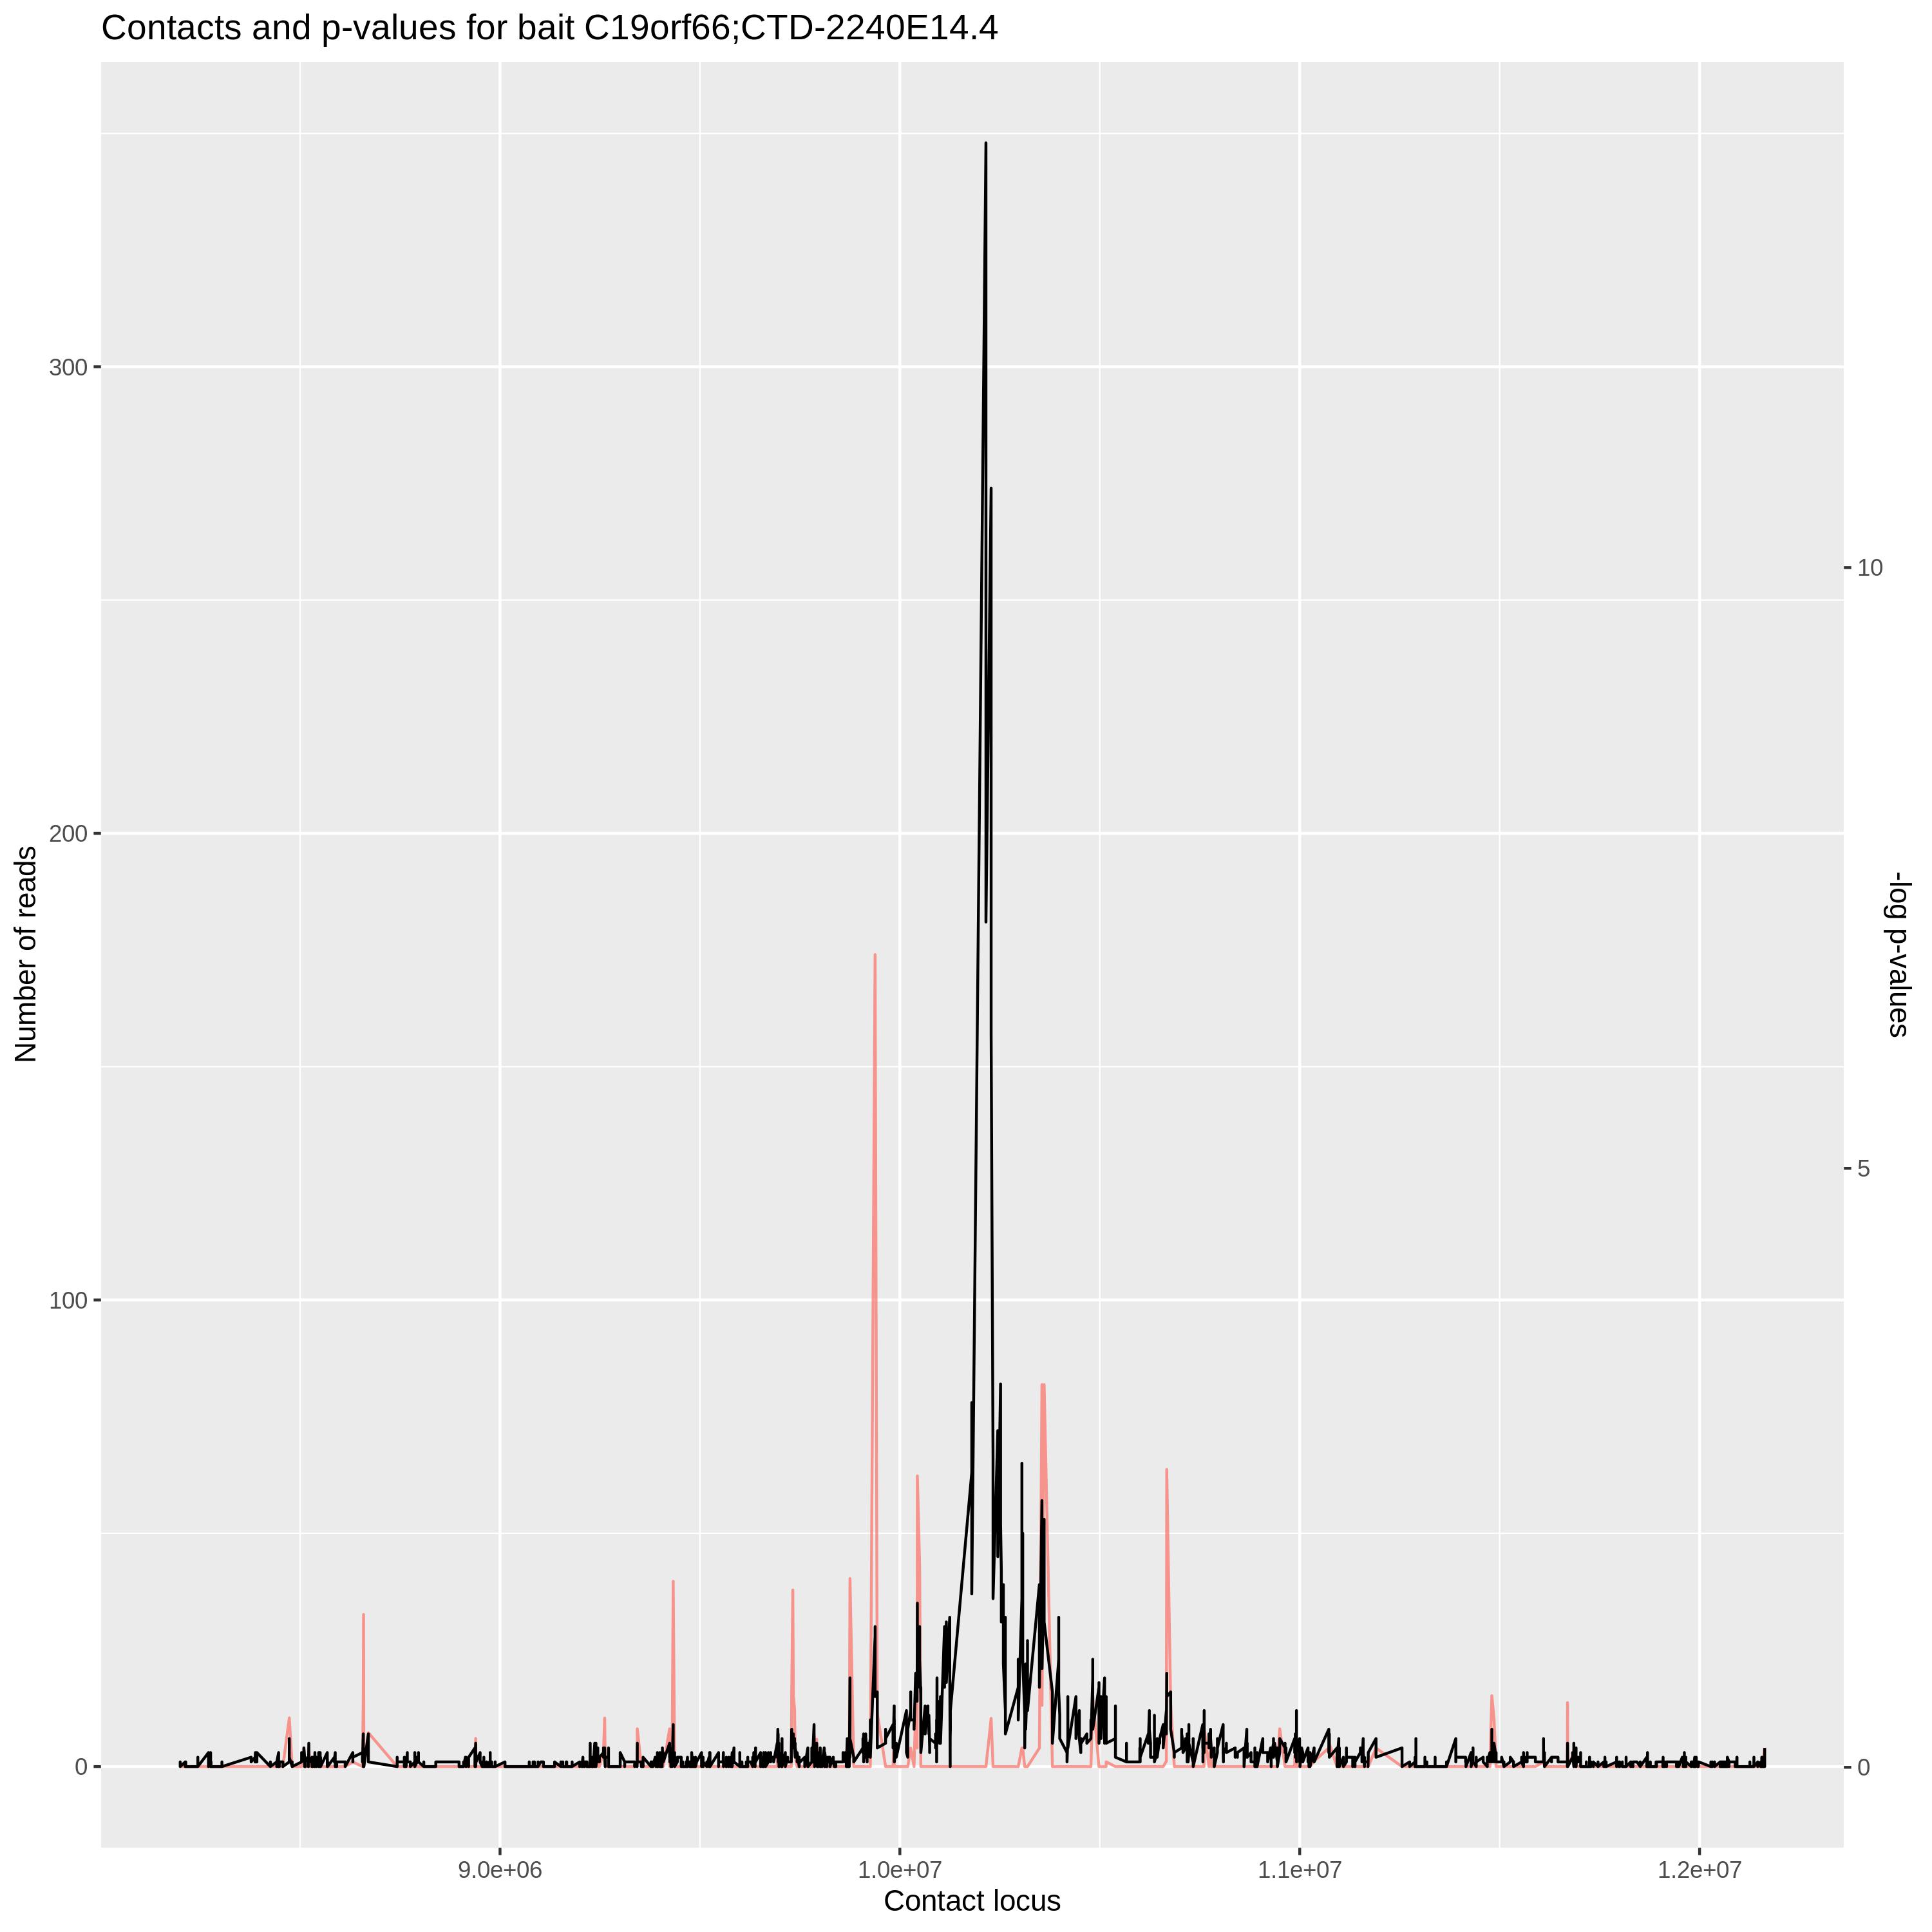 Contacts and p-values for bait C19orf66;CTD-2240E14.4
Number of reads
300
200
100
0
10
5
0
-log p-values
9.0e+06
1.0e+07
1.1e+07
1.2e+07
Contact locus